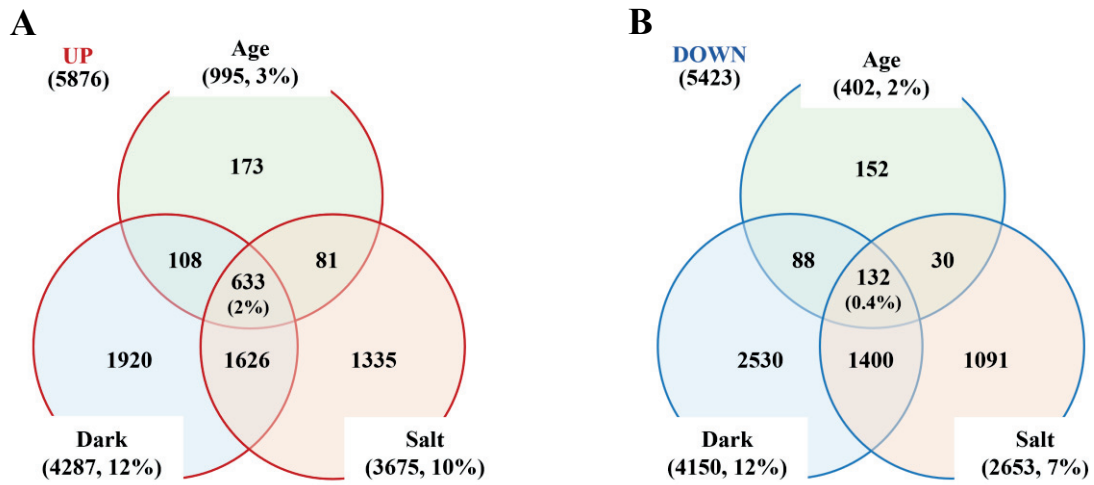 A
UP
(5876)
Age
(995, 3%)
173
108
81
633
(2%)
1920
1626
1335
Dark
(4287, 12%)
Salt
(3675, 10%)
B
DOWN
(5423)
Age
(402, 2%)
152
88
30
132
(0.4%)
2530
1400
1091
Dark
(4150, 12%)
Salt
(2653, 7%)